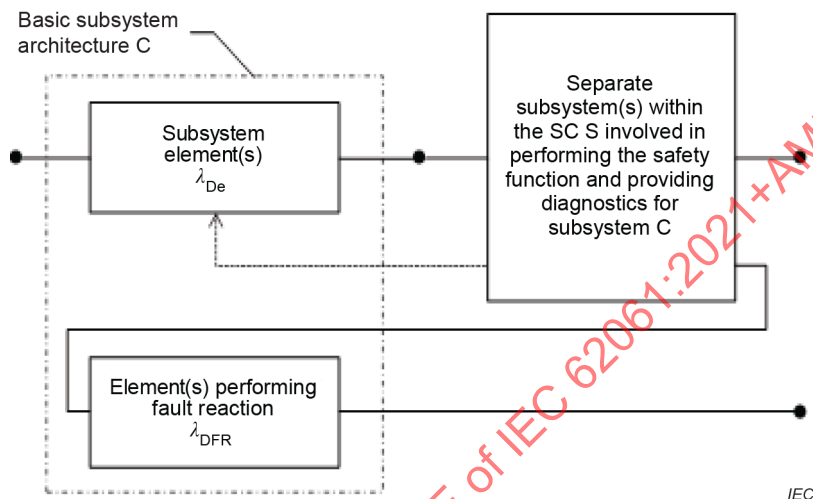 Basic subsystem
architecture C
Subsystem
element(s)
λDe
Separate
subsystem(s) within
the SC S involved in
performing the safety
function and providing
diagnostics for
subsystem C
Element(s) performing
fault reaction
λDFR
of IEC 62061:2021+AM
IEC